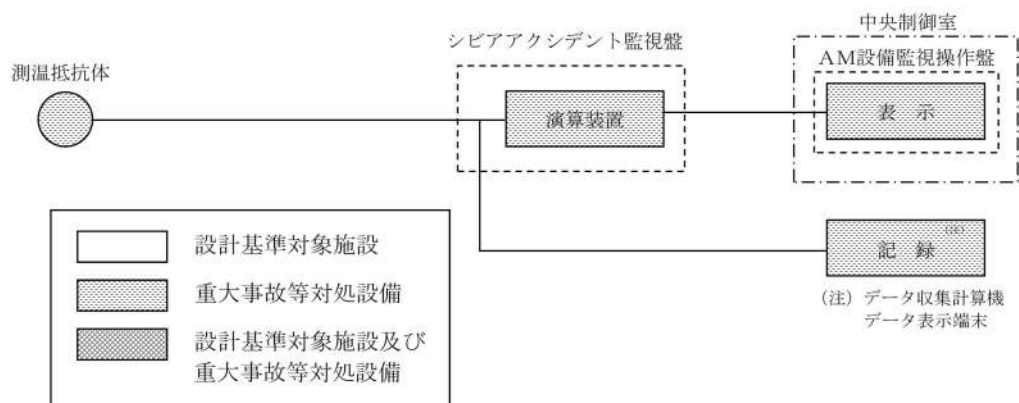 中央制御室
シビアアクシデント監視盤
AM設備監視操作盤
測温抵抗体
演算装置
表 示
記 録 (注)
(注) データ収集計算機
データ表示端末
設計基準対象施設
重大事故等対処設備
設計基準対象施設及び
重大事故等対処設備